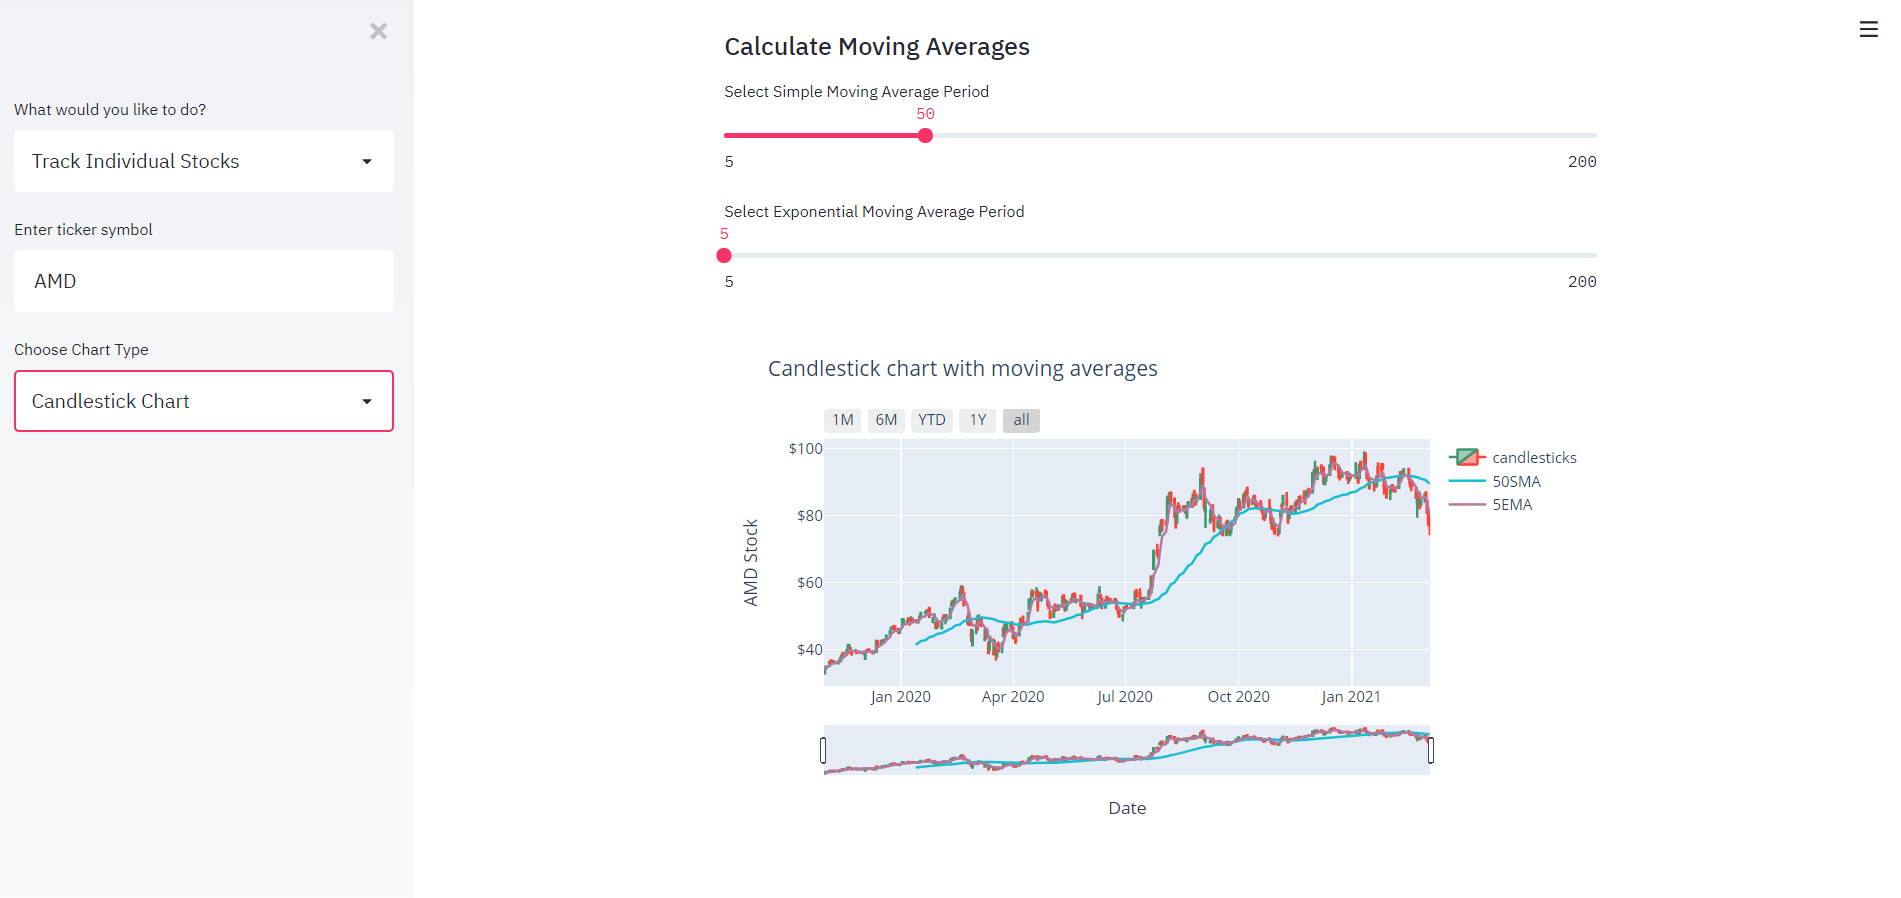 What would you like to do?
Track Individual Stocks
Enter ticker symbol
AMD
Choose Chart Type
Candlestick Chart
Calculate Moving Averages
Select Simple Moving Average Period
50
5 200
Select Exponential Moving Average Period
5
5 200
Candlestick chart with moving averages
1M 6M YTD 1Y all
$100
$80
$60
$40
AMD Stock
Jan 2020 Apr 2020 Jul 2020 Oct 2020 Jan 2021
Date
candlesticks
50SMA
5EMA